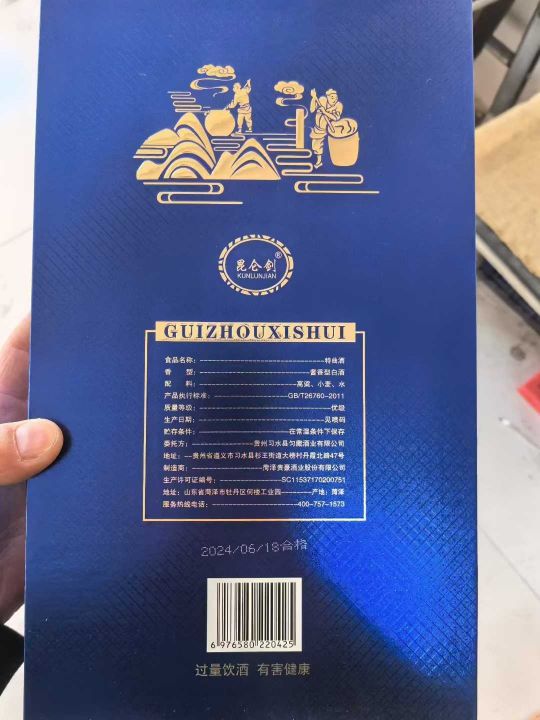 昆仑剑®
KUNLUNJIAN
GUIZHOUXISHUI
食品名称：------------------------特曲酒
香　　型：------------------------酱香型白酒
配　　料：------------------------高粱、小麦、水
产品执行标准：------------------------GB/T26760-2011
质量等级：------------------------优级
生产日期：------------------------见喷码
贮存条件：------------------------在常温条件下保存
委托方：------------------------贵州习水县匀藏酒业有限公司
地址：--贵州省遵义市习水县杉王街道大榜村丹霞北路47号
制造商：------------------------菏泽贵景酒业股份有限公司
生产许可证编号：------------------------SC11537170200751
地址：山东省菏泽市牡丹区何楼工业园--------产地：菏泽
服务热线电话：------------------------400-757-1573
2024/06/18合格
6 976580 220425
过量饮酒 有害健康